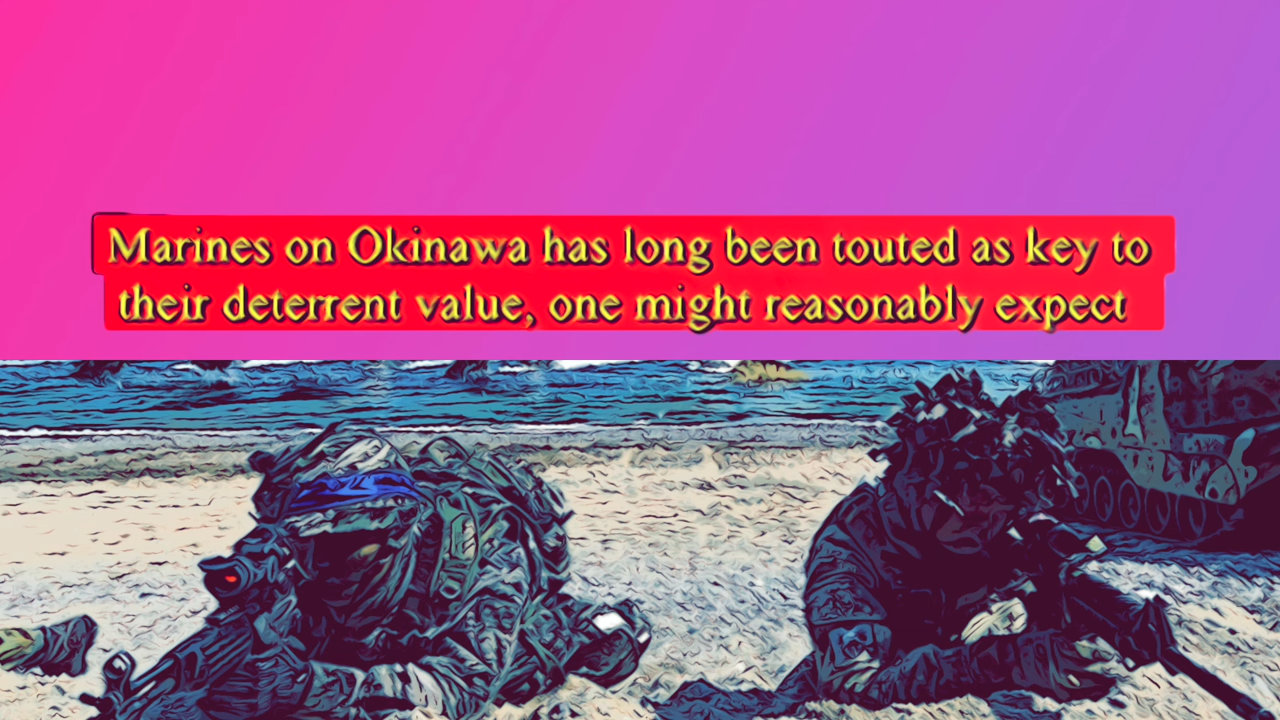 Marines on Okinawa has long been touted as key to
their deterrent value, one might reasonably expect